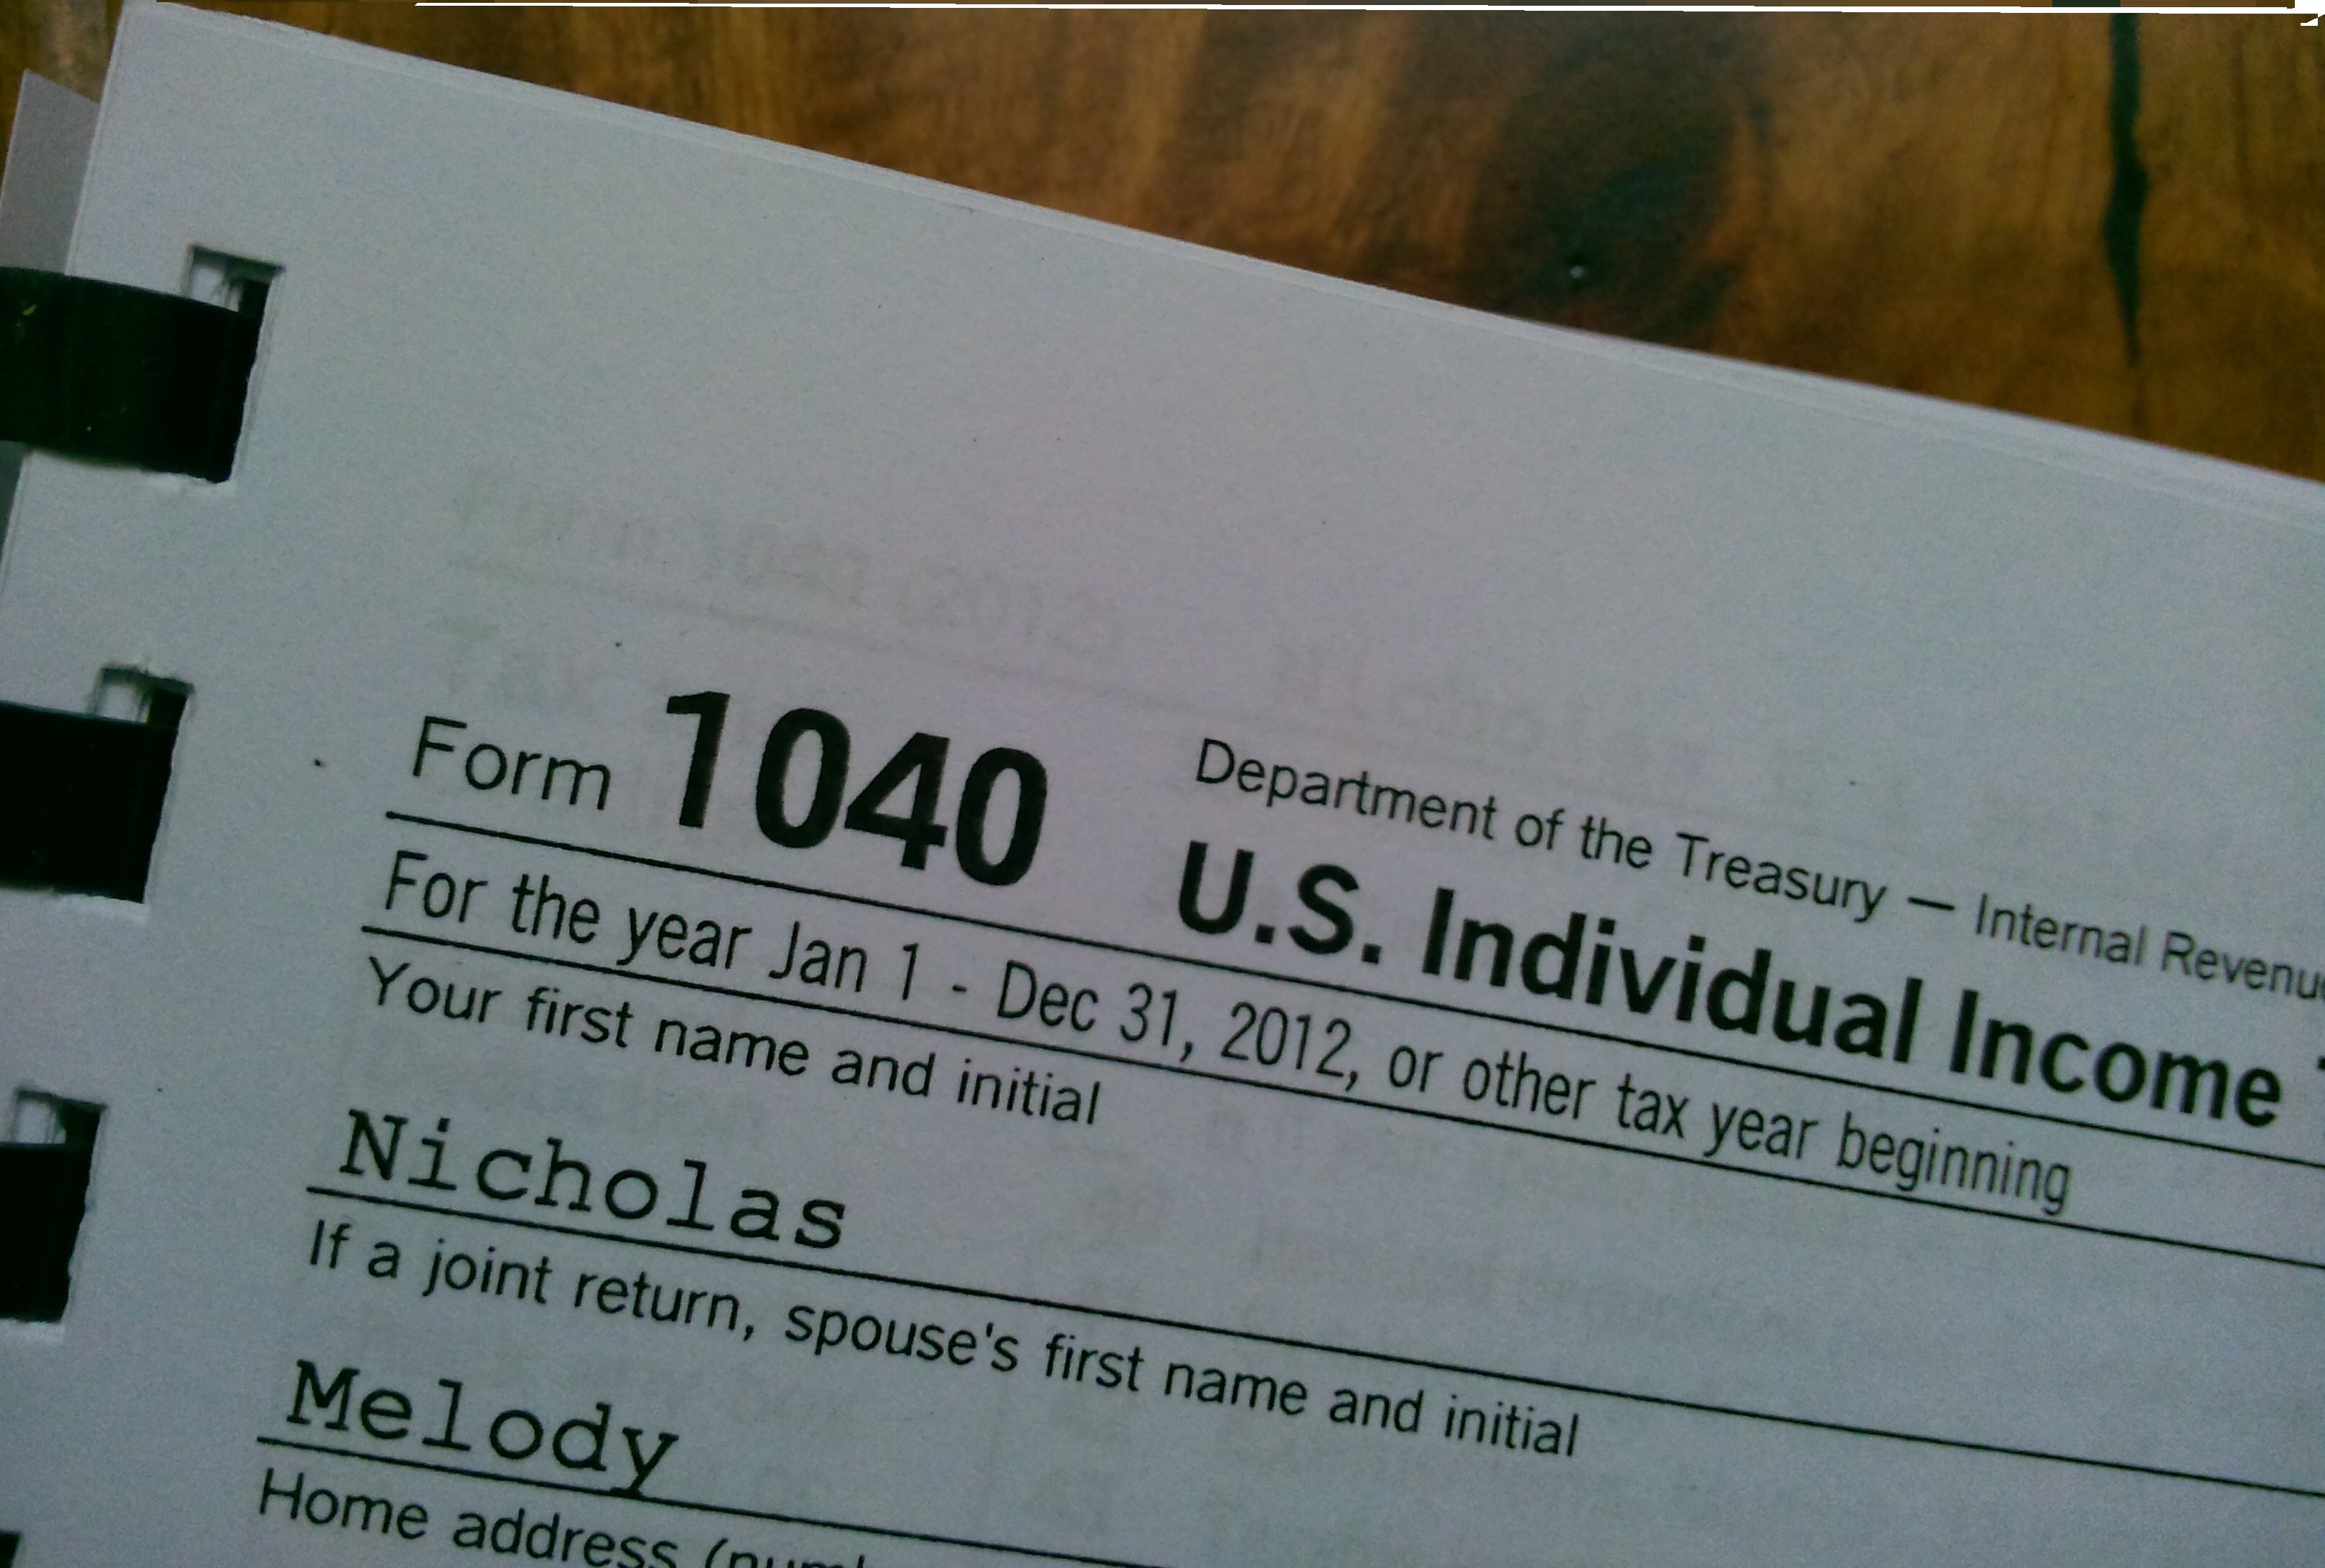 Form 1040
Department of the Treasury — Internal Revenue
U.S. Individual Income
For the year Jan 1 - Dec 31, 2012, or other tax year beginning
Your first name and initial
Nicholas
If a joint return, spouse's first name and initial
Melody
Home address